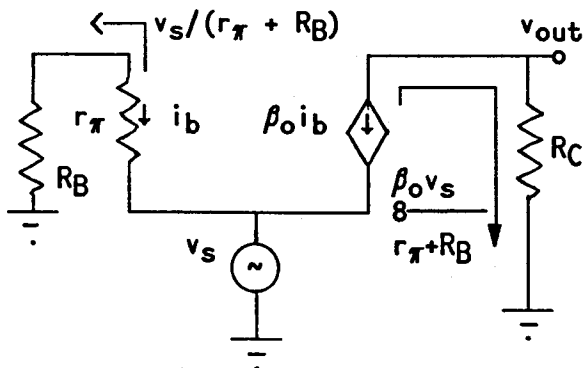 v_s/(r_π + R_B)
v_out
r_π
i_b
β_o i_b
R_B
R_C
β_o v_s
8
r_π+R_B
v_s
~